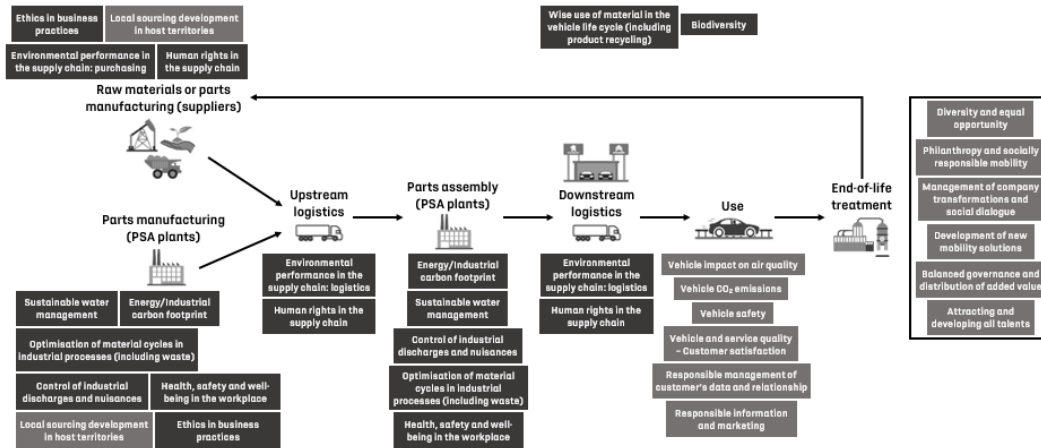 Ethics in business
practices
Local sourcing development
in host territories
Environmental performance in
the supply chain: purchasing
Human rights in
the supply chain
Wise use of material in the
vehicle life cycle (including
product recycling)
Biodiversity
Raw materials or parts
manufacturing (suppliers)
Parts manufacturing
(PSA plants)
Sustainable water
management
Energy/Industrial
carbon footprint
Optimisation of material cycles in
industrial processes (including waste)
Control of industrial
discharges and nuisances
Health, safety and well-
being in the workplace
Local sourcing development
in host territories
Ethics in business
practices
Upstream
logistics
Environmental
performance in the
supply chain: logistics
Human rights in
the supply chain
Parts assembly
(PSA plants)
Energy/Industrial
carbon footprint
Sustainable water
management
Control of industrial
discharges and nuisances
Optimisation of material
cycles in industrial
processes (including waste)
Health, safety and well-
being in the workplace
Downstream
logistics
Environmental
performance in the
supply chain: logistics
Human rights in
the supply chain
Use
Vehicle impact on air quality
Vehicle CO₂ emissions
Vehicle safety
Vehicle and service quality
– Customer satisfaction
Responsible management of
customer's data and relationship
Responsible information
and marketing
End-of-life
treatment
Diversity and equal
opportunity
Philanthropy and socially
responsible mobility
Management of company
transformations and
social dialogue
Development of new
mobility solutions
Balanced governance and
distribution of added value
Attracting and
developing all talents